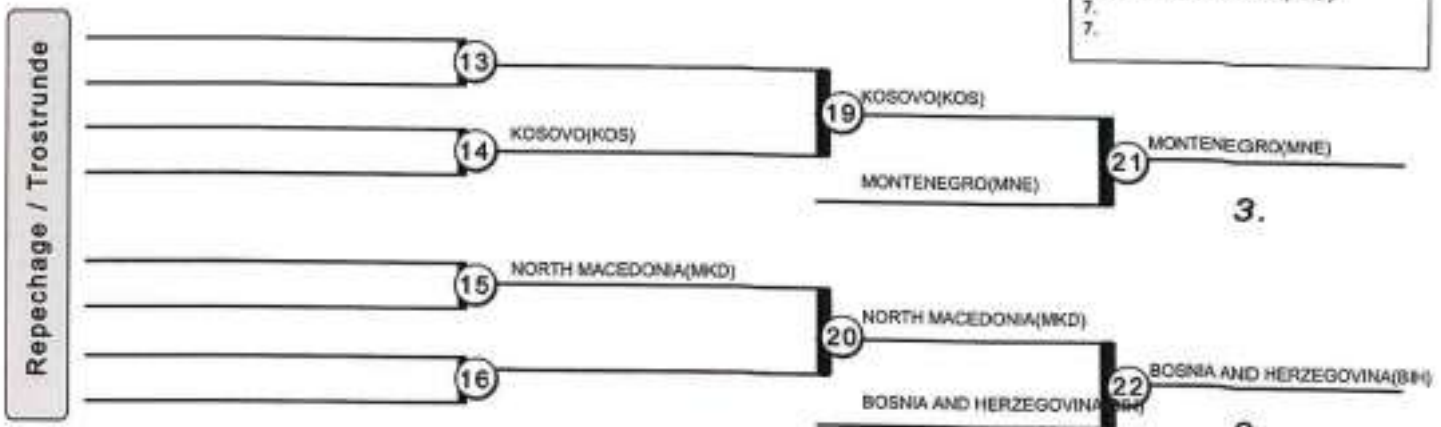 7.
7.
Repechage / Trostrunde
13
KOSOVO(KOS)
19
KOSOVO(KOS)
14
MONTENEGRO(MNE)
21
MONTENEGRO(MNE)
3.
NORTH MACEDONIA(MKD)
15
NORTH MACEDONIA(MKD)
20
BOSNIA AND HERZEGOVINA(BIH)
22
16
BOSNIA AND HERZEGOVINA